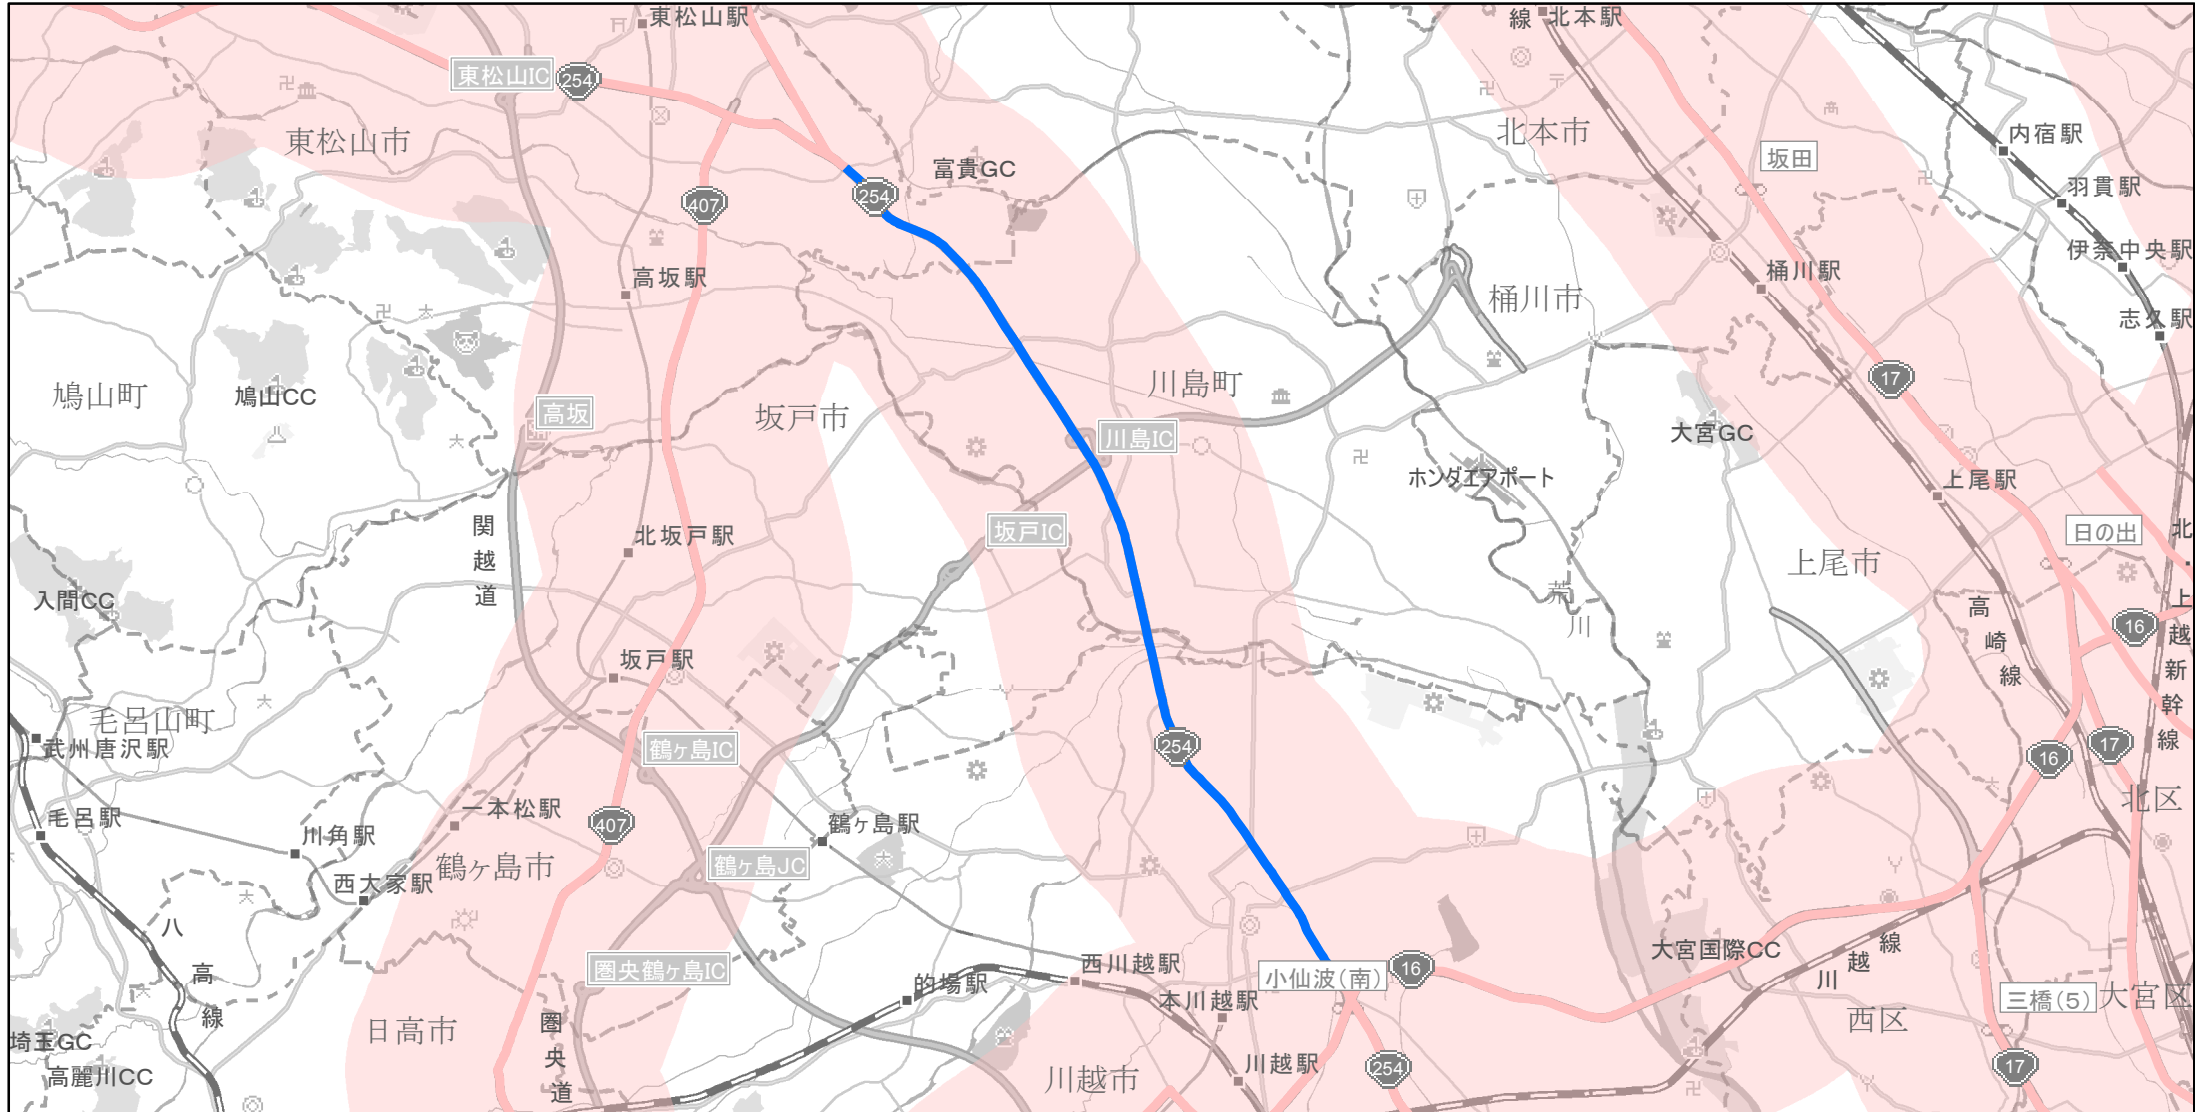 東松山駅
線
北本駅
東松山IC
254
東松山市
北本市
坂田
内宿駅
富貴GC
羽貫駅
407
254
伊奈中央駅
高坂駅
桶川駅
桶川市
志久駅
鳩山町
鳩山CC
高坂
坂戸市
川島町
17
川島IC
大宮GC
ホンダエアポート
上尾駅
関越道
北坂戸駅
坂戸IC
日の出
北・上越新幹線
上尾市
入間CC
荒川
高崎線
16
坂戸駅
毛呂山町
武州唐沢駅
鶴ヶ島IC
254
16
17
毛呂駅
川角駅
一本松駅
407
鶴ヶ島駅
北区
鶴ヶ島市
鶴ヶ島JC
西大家駅
八高線
圏央鶴ヶ島IC
的場駅
西川越駅
小仙波(南)
16
大宮国際CC
川越線
本川越駅
三橋(5)
大宮区
日高市
圏央道
西区
埼玉GC
高麗川CC
川越市
川越駅
254
17